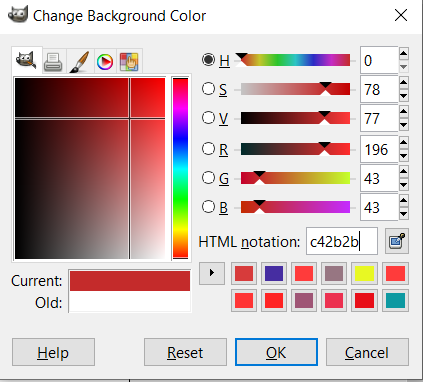 Change Background Color
H 0
S 78
V 77
R 196
G 43
B 43
HTML notation: c42b2b
Current:
Old:
Help Reset OK Cancel